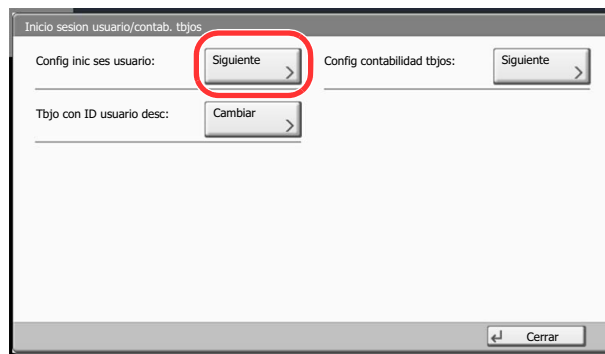 Inicio sesion usuario/contab. tbjos
Config inic ses usuario: Siguiente Config contabilidad tbjos: Siguiente
Tbjo con ID usuario desc: Cambiar
Cerrar